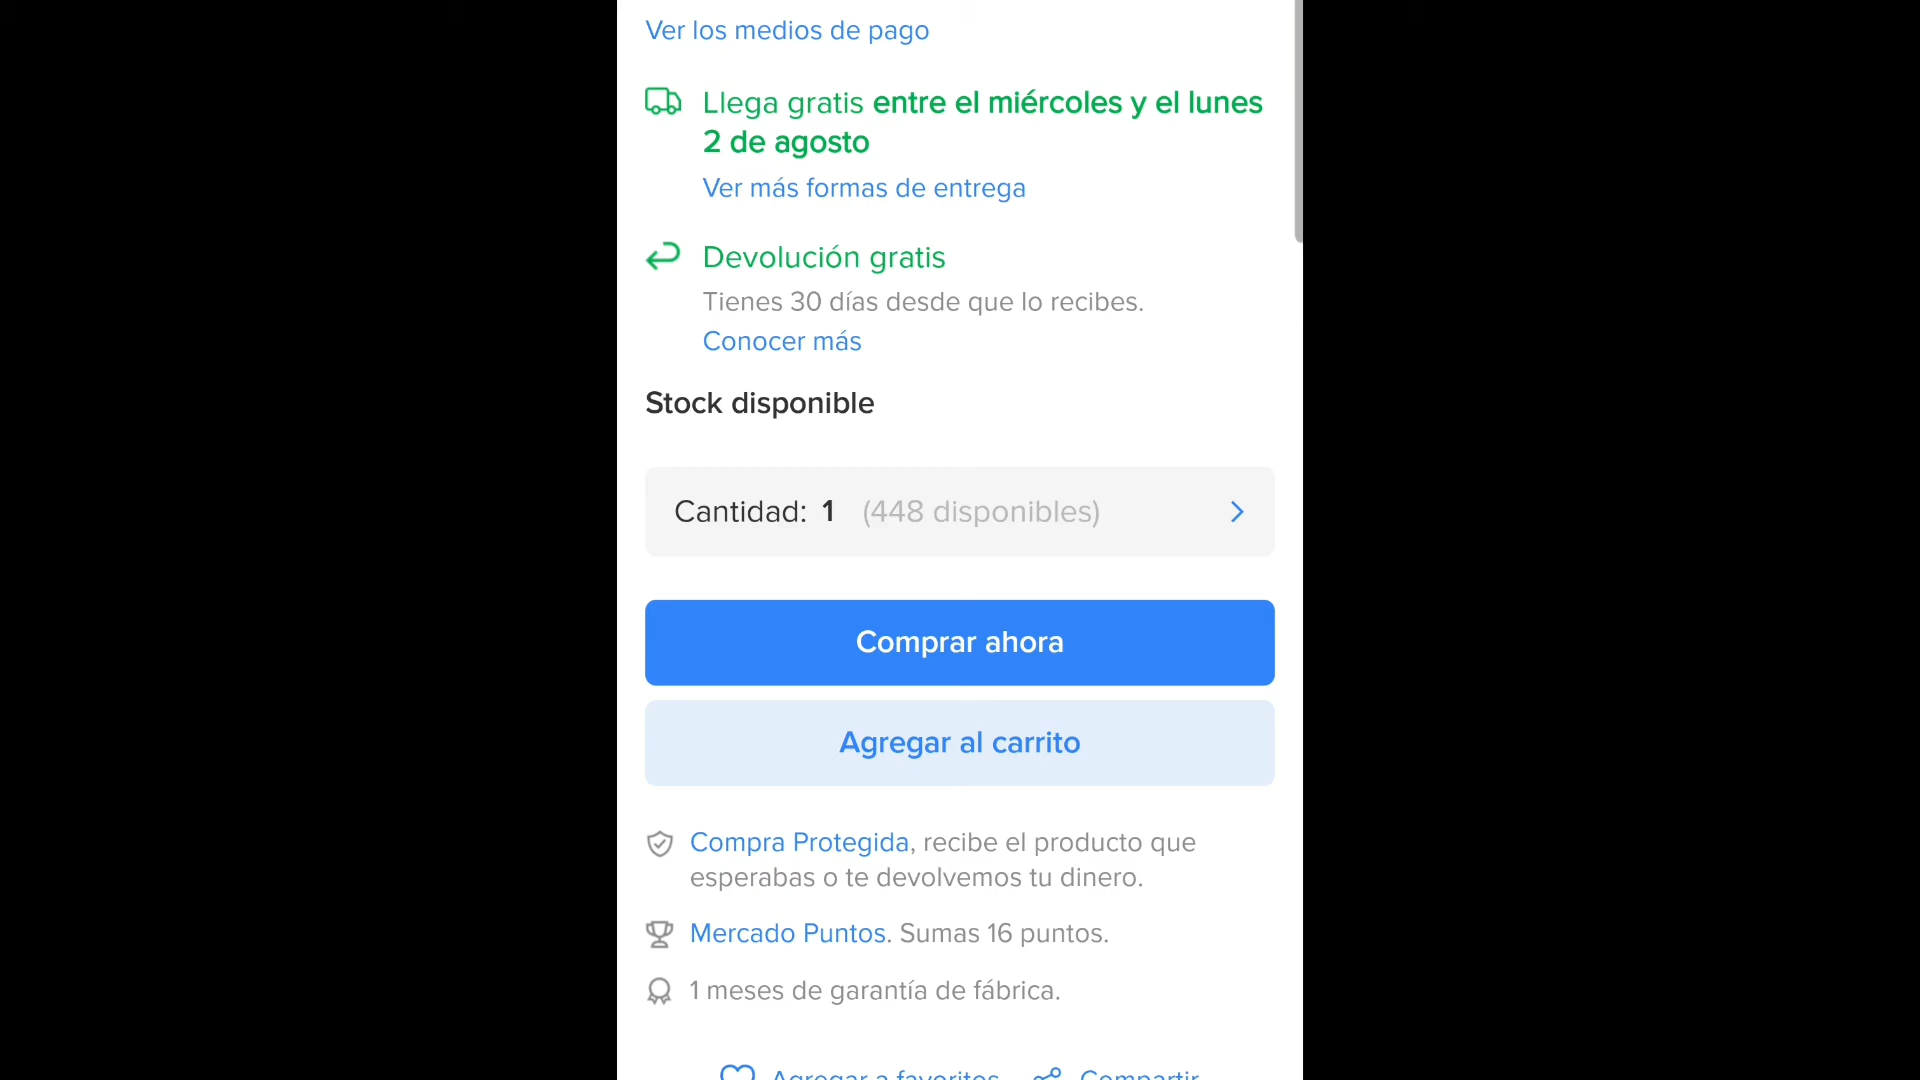 Ver los medios de pago
Llega gratis entre el miércoles y el lunes
2 de agosto
Ver más formas de entrega
Devolución gratis
Tienes 30 días desde que lo recibes.
Conocer más
Stock disponible
Cantidad: 1 (448 disponibles)
Comprar ahora
Agregar al carrito
Compra Protegida, recibe el producto que
esperabas o te devolvemos tu dinero.
Mercado Puntos. Sumas 16 puntos.
1 meses de garantía de fábrica.
Agregar a favoritos Compartir